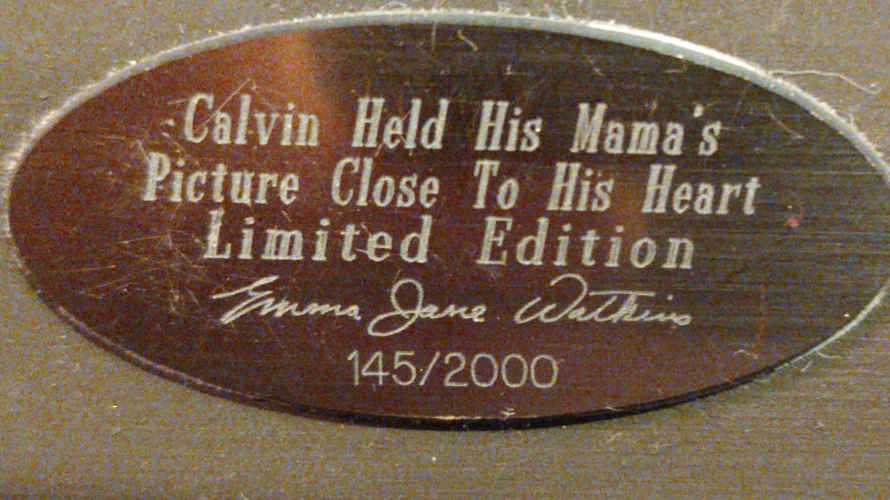 Calvin Held His Mama's
Picture Close To His Heart
Limited Edition
Emma Jane Watkins
145/2000